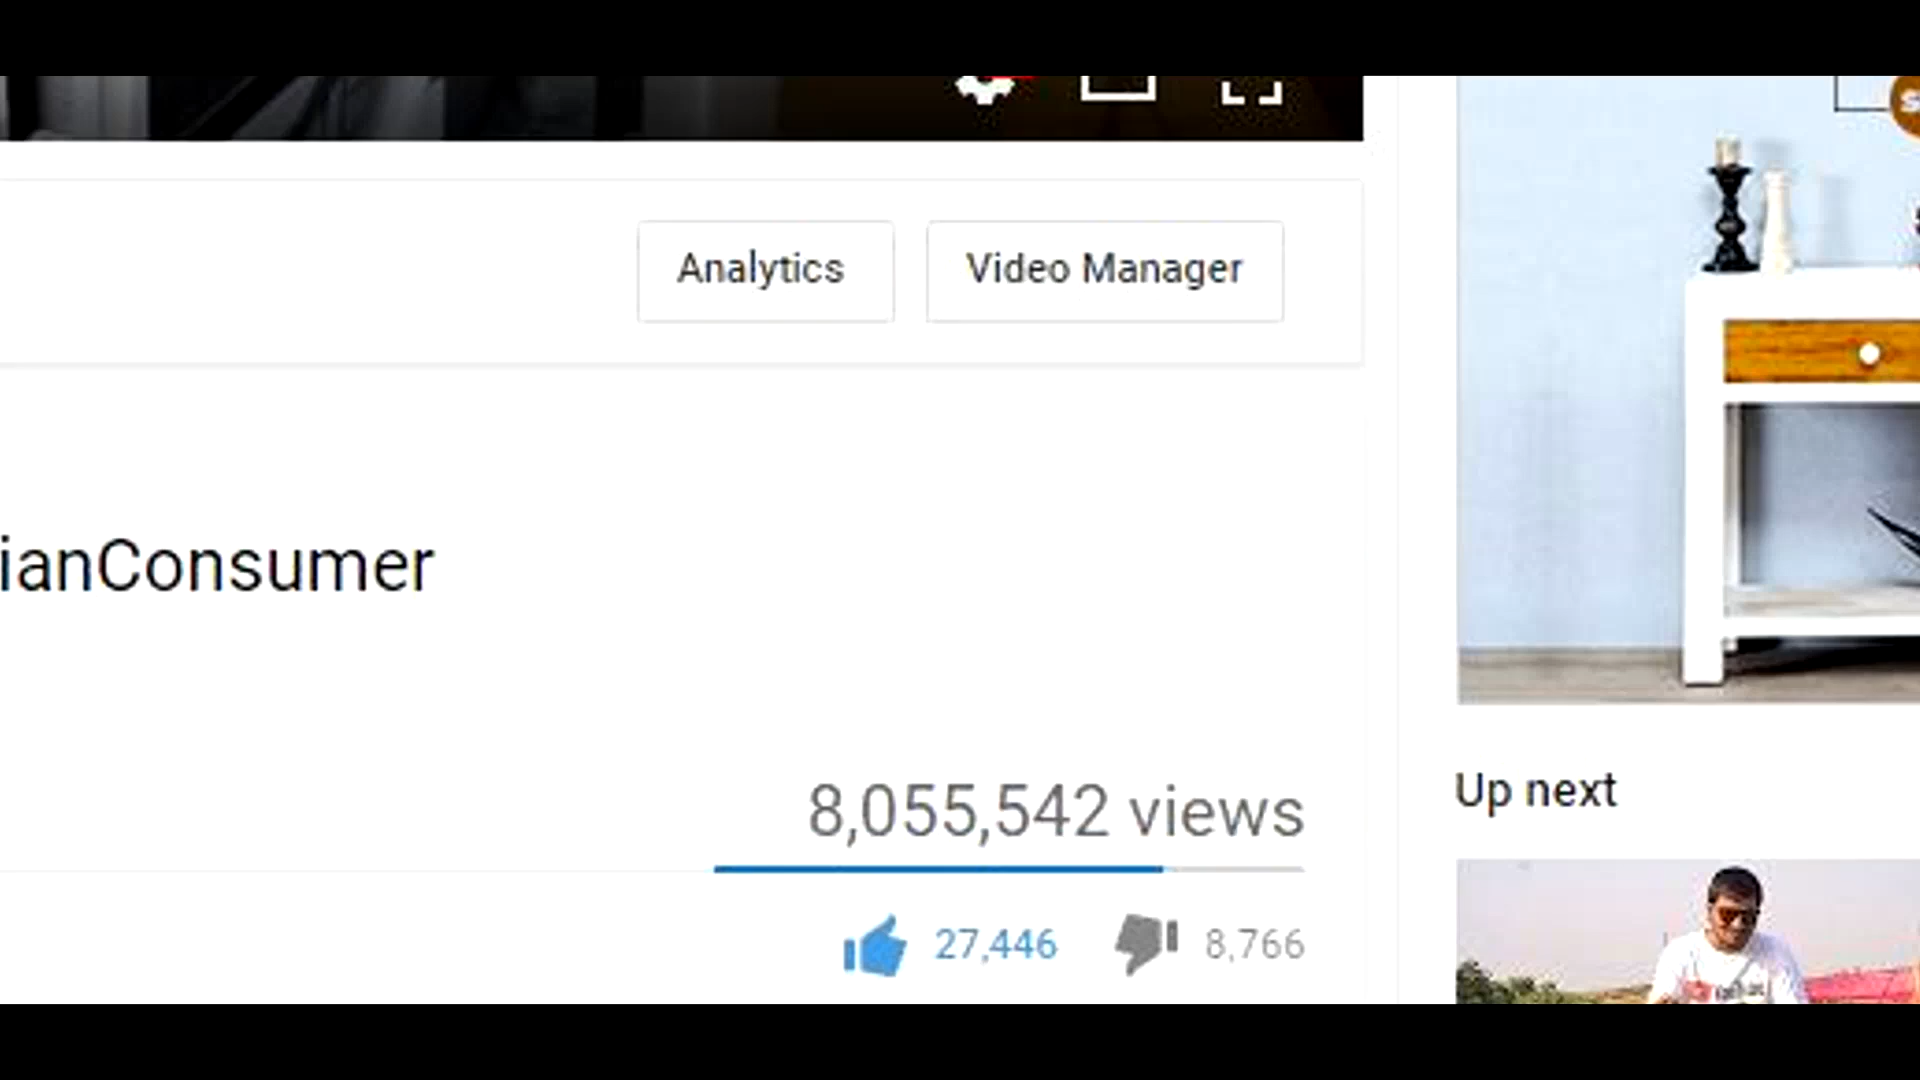 Analytics Video Manager
ianConsumer
8,055,542 views
27,446 8,766
Up next